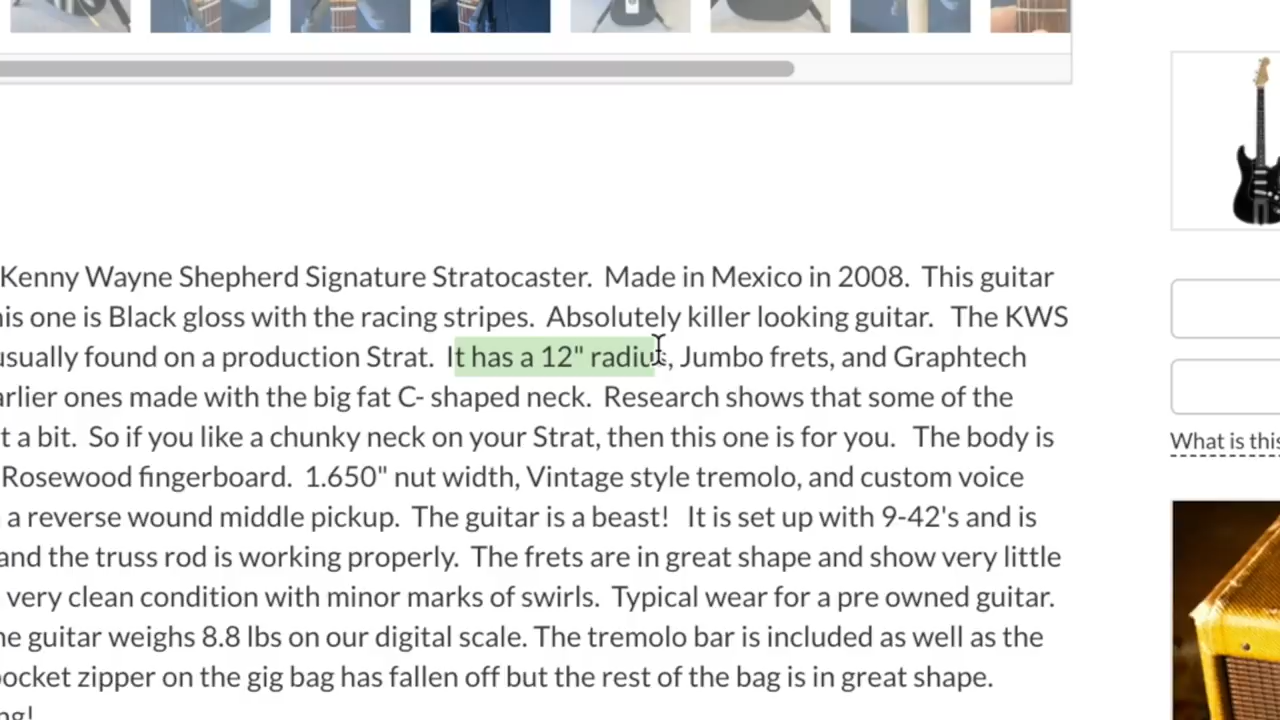 Kenny Wayne Shepherd Signature Stratocaster. Made in Mexico in 2008. This guitar
his one is Black gloss with the racing stripes. Absolutely killer looking guitar. The KWS
usually found on a production Strat. It has a 12" radius, Jumbo frets, and Graphtech
arlier ones made with the big fat C- shaped neck. Research shows that some of the
t a bit. So if you like a chunky neck on your Strat, then this one is for you. The body is
Rosewood fingerboard. 1.650" nut width, Vintage style tremolo, and custom voice
a reverse wound middle pickup. The guitar is a beast! It is set up with 9-42's and is
and the truss rod is working properly. The frets are in great shape and show very little
very clean condition with minor marks of swirls. Typical wear for a pre owned guitar.
he guitar weighs 8.8 lbs on our digital scale. The tremolo bar is included as well as the
ocket zipper on the gig bag has fallen off but the rest of the bag is in great shape.
ng!
What is this